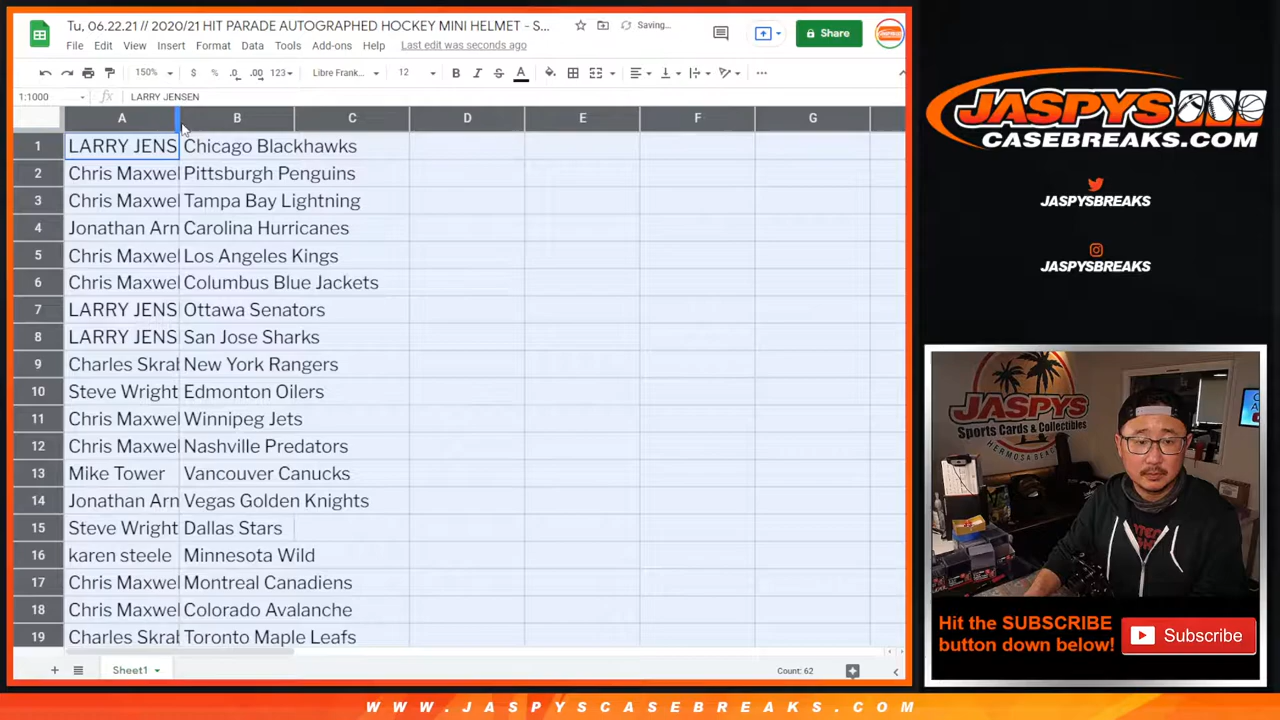 Tu, 06.22.21 // 2020/21 HIT PARADE AUTOGRAPHED HOCKEY MINI HELMET - S...
Saving...
File Edit View Insert Format Data Tools Add-ons Help Last edit was seconds ago
Share
150% $ % .0 .00 123 Libre Frank... 12 B I S A
1:1000 fx LARRY JENSEN
A B C D E F G
1 LARRY JENS Chicago Blackhawks
2 Chris Maxwel Pittsburgh Penguins
3 Chris Maxwel Tampa Bay Lightning
4 Jonathan Arn Carolina Hurricanes
5 Chris Maxwel Los Angeles Kings
6 Chris Maxwel Columbus Blue Jackets
7 LARRY JENS Ottawa Senators
8 LARRY JENS San Jose Sharks
9 Charles Skral New York Rangers
10 Steve Wright Edmonton Oilers
11 Chris Maxwel Winnipeg Jets
12 Chris Maxwel Nashville Predators
13 Mike Tower Vancouver Canucks
14 Jonathan Arn Vegas Golden Knights
15 Steve Wright Dallas Stars
16 karen steele Minnesota Wild
17 Chris Maxwel Montreal Canadiens
18 Chris Maxwel Colorado Avalanche
19 Charles Skral Toronto Maple Leafs
Sheet1
Count: 62
JASPYS
CASEBREAKS.COM
JASPYSBREAKS
JASPYSBREAKS
JASPYS
Sports Cards & Collectibles
HERMOSA BEACH
Hit the SUBSCRIBE
button down below!
Subscribe
WWW.JASPYSCASEBREAKS.COM